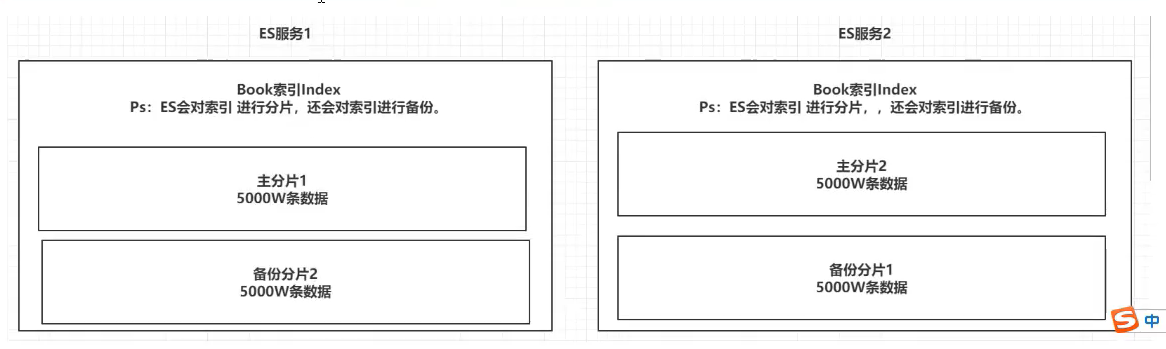 ES服务1
Book索引Index
Ps：ES会对索引 进行分片，还会对索引进行备份。
主分片1
5000W条数据
备份分片2
5000W条数据
ES服务2
Book索引Index
Ps：ES会对索引 进行分片，，还会对索引进行备份。
主分片2
5000W条数据
备份分片1
5000W条数据
S 中